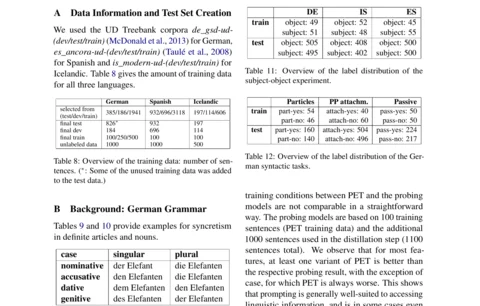 A Data Information and Test Set Creation
We used the UD Treebank corpora de_gsd-ud-
(dev/test/train) (McDonald et al., 2013) for German,
es_ancora-ud-(dev/test/train) (Taulé et al., 2008)
for Spanish and is_modern-ud-(dev/test/train) for
Icelandic. Table 8 gives the amount of training data
for all three languages.
German Spanish Icelandic
selected from
(test/dev/train) 385/186/1941 932/696/3118 197/114/606
final test 826* 932 197
final dev 184 696 114
final train 100/250/500 100 100
unlabeled data 1000 1000 500
Table 8: Overview of the training data: number of sen-
tences. (*: Some of the unused training data was added
to the test data.)
B Background: German Grammar
Tables 9 and 10 provide examples for syncretism
in definite articles and nouns.
case singular plural
nominative der Elefant die Elefanten
accusative den Elefanten die Elefanten
dative dem Elefanten den Elefanten
genitive des Elefanten der Elefanten
DE IS ES
train object: 49 object: 52 object: 45
subject: 51 subject: 48 subject: 55
test object: 505 object: 408 object: 500
subject: 495 subject: 402 subject: 500
Table 11: Overview of the label distribution of the
subject-object experiment.
Particles PP attachm. Passive
train part-yes: 54 attach-yes: 40 pass-yes: 50
part-no: 46 attach-no: 60 pass-no: 50
test part-yes: 160 attach-yes: 504 pass-yes: 224
part-no: 140 attach-no: 496 pass-no: 217
Table 12: Overview of the label distribution of the Ger-
man syntactic tasks.
training conditions between PET and the probing
models are not comparable in a straightforward
way. The probing models are based on 100 training
sentences (PET training data) and the additional
1000 sentences used in the distillation step (1100
sentences total). We observe that for most fea-
tures, at least one variant of PET is better than
the respective probing result, with the exception of
case, for which PET is always worse. This shows
that prompting is generally well-suited to accessing
linguistic information, and is in some cases even